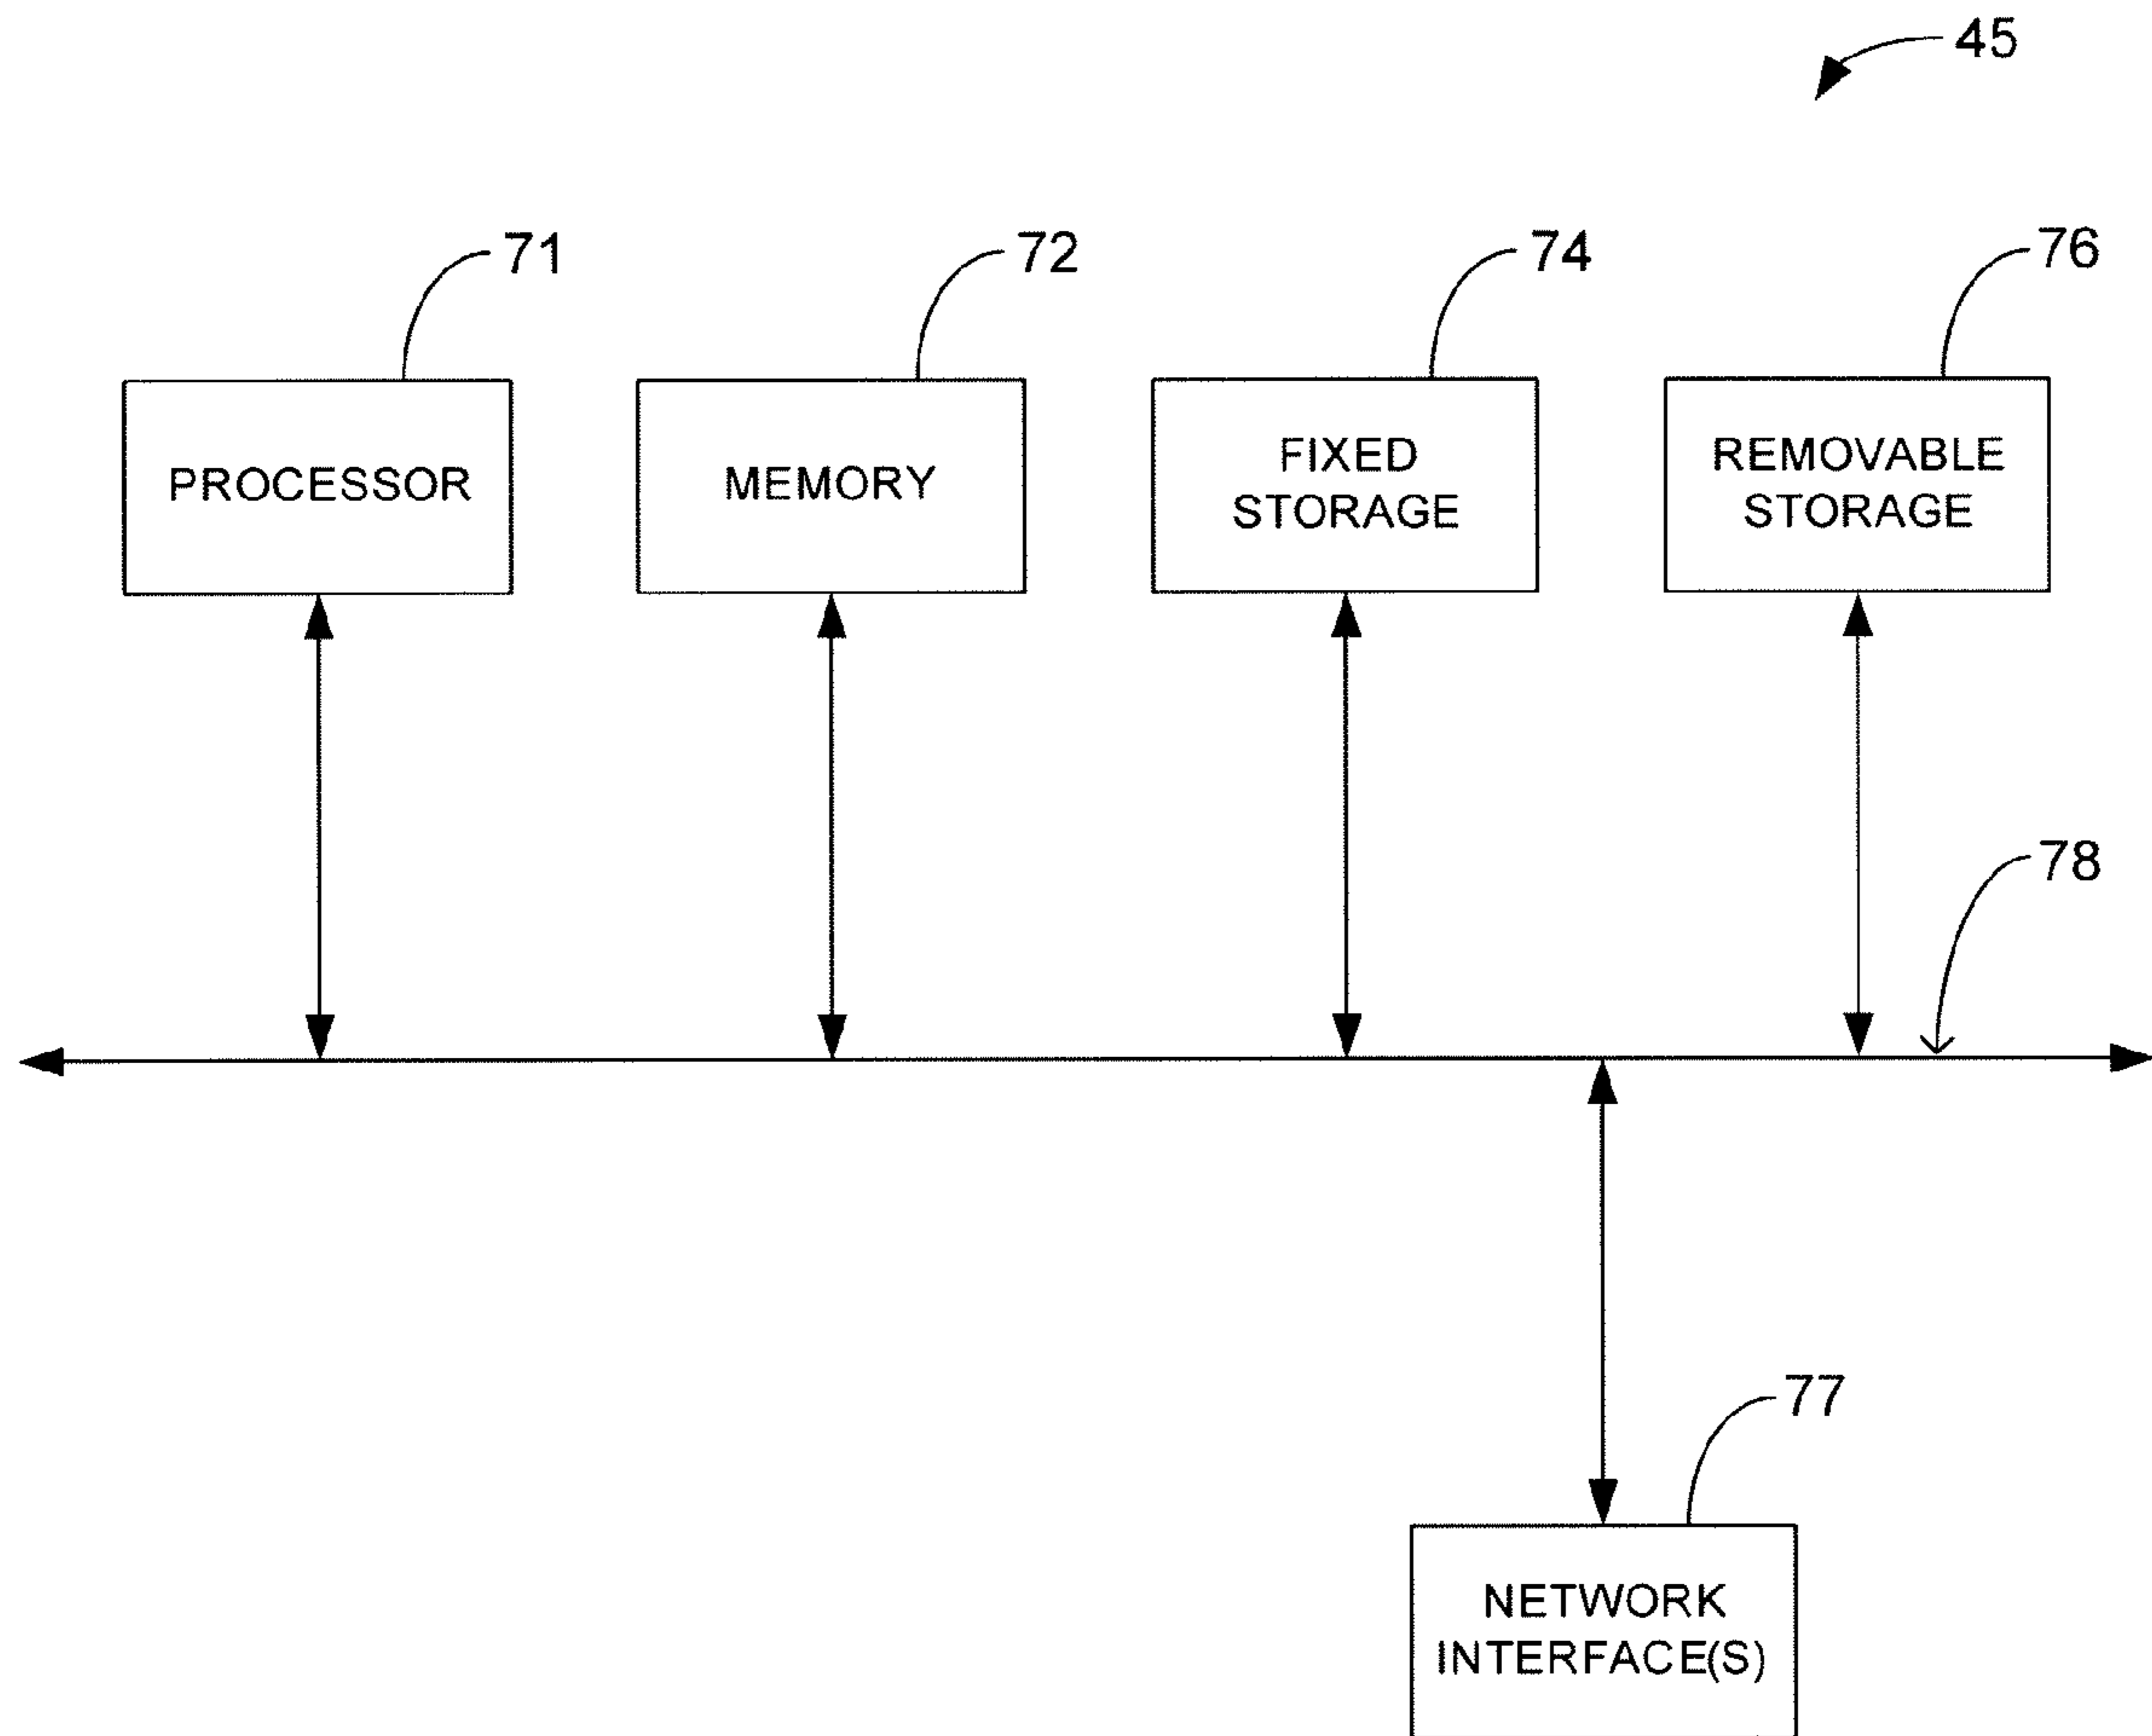 45
71
72
74
76
PROCESSOR
MEMORY
FIXED
STORAGE
REMOVABLE
STORAGE
78
77
NETWORK
INTERFACE(S)